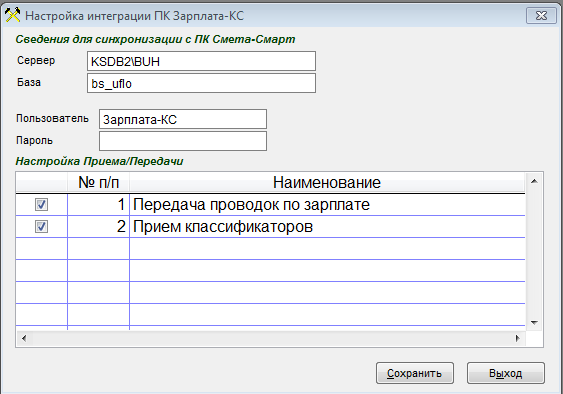 Настройка интеграции ПК Зарплата-КС
Сведения для синхронизации с ПК Смета-Смарт
Сервер KSDB2\BUH
База bs_uflo
Пользователь Зарплата-КС
Пароль
Настройка Приема/Передачи
№ п/п Наименование
1 Передача проводок по зарплате
2 Прием классификаторов
Сохранить Выход